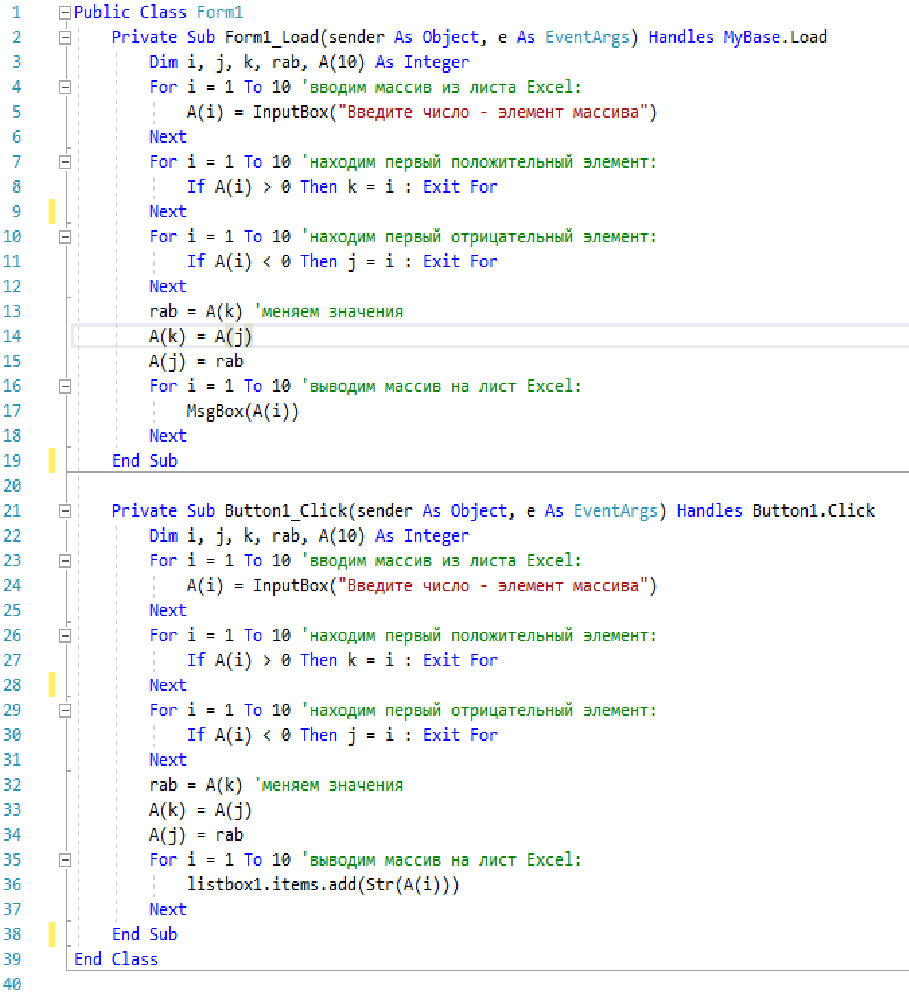 1 Public Class Form1
2 Private Sub Form1_Load(sender As Object, e As EventArgs) Handles MyBase.Load
3 Dim i, j, k, rab, A(10) As Integer
4 For i = 1 To 10 'вводим массив из листа Excel:
5 A(i) = InputBox("Введите число - элемент массива")
6 Next
7 For i = 1 To 10 'находим первый положительный элемент:
8 If A(i) > 0 Then k = i : Exit For
9 Next
10 For i = 1 To 10 'находим первый отрицательный элемент:
11 If A(i) < 0 Then j = i : Exit For
12 Next
13 rab = A(k) 'меняем значения
14 A(k) = A(j)
15 A(j) = rab
16 For i = 1 To 10 'выводим массив на лист Excel:
17 MsgBox(A(i))
18 Next
19 End Sub
20
21 Private Sub Button1_Click(sender As Object, e As EventArgs) Handles Button1.Click
22 Dim i, j, k, rab, A(10) As Integer
23 For i = 1 To 10 'вводим массив из листа Excel:
24 A(i) = InputBox("Введите число - элемент массива")
25 Next
26 For i = 1 To 10 'находим первый положительный элемент:
27 If A(i) > 0 Then k = i : Exit For
28 Next
29 For i = 1 To 10 'находим первый отрицательный элемент:
30 If A(i) < 0 Then j = i : Exit For
31 Next
32 rab = A(k) 'меняем значения
33 A(k) = A(j)
34 A(j) = rab
35 For i = 1 To 10 'выводим массив на лист Excel:
36 listbox1.items.add(Str(A(i)))
37 Next
38 End Sub
39 End Class
40